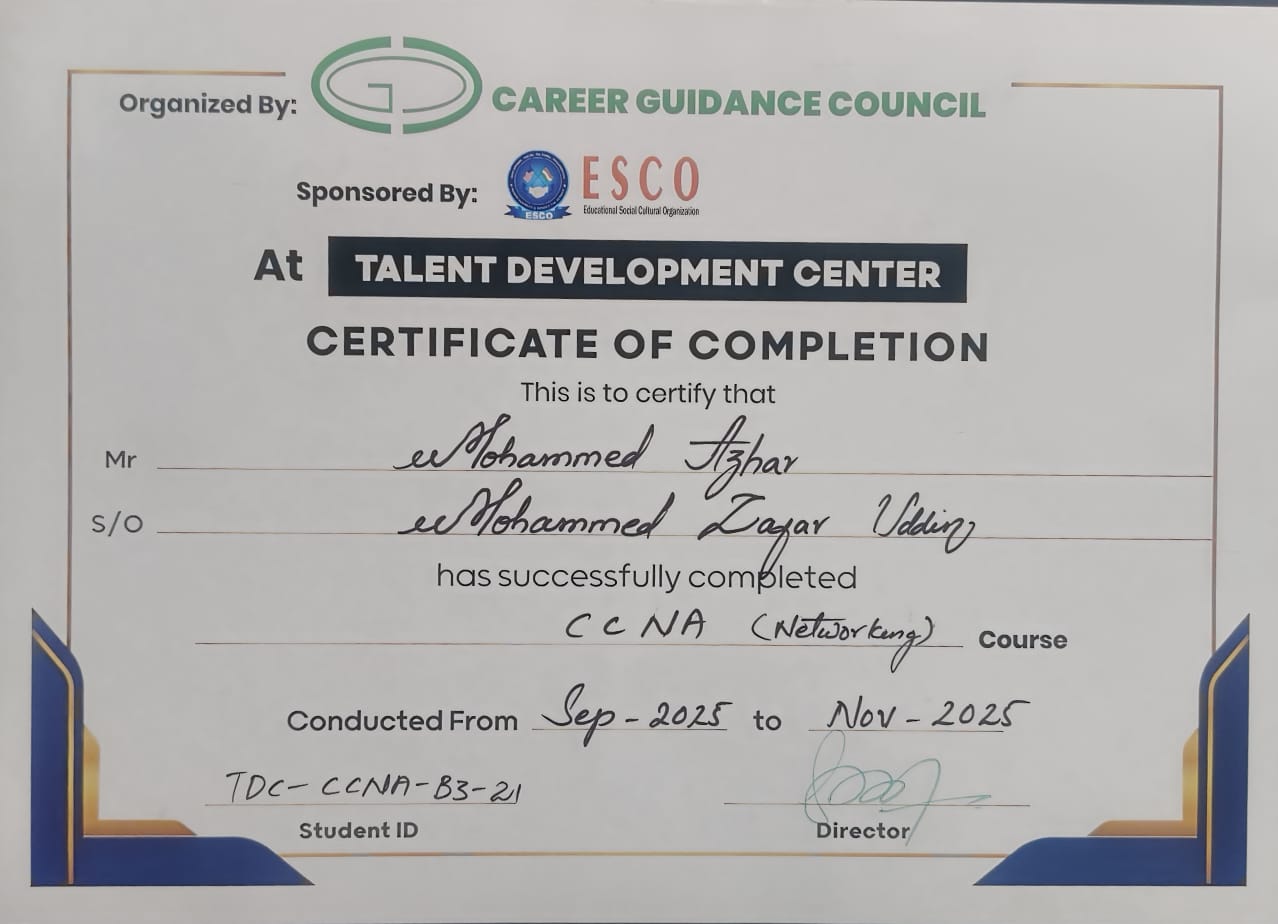 Organized By: CAREER GUIDANCE COUNCIL
Sponsored By: ESCO
Educational Social Cultural Organization
ESCO
At TALENT DEVELOPMENT CENTER
CERTIFICATE OF COMPLETION
This is to certify that
Mr Mohammed Azhar
S/O Mohammed Zafar Uddin
has successfully completed
CCNA (Networking) Course
Conducted From Sep - 2025 to Nov - 2025
TDC- CCNA-B3-21
Student ID Director